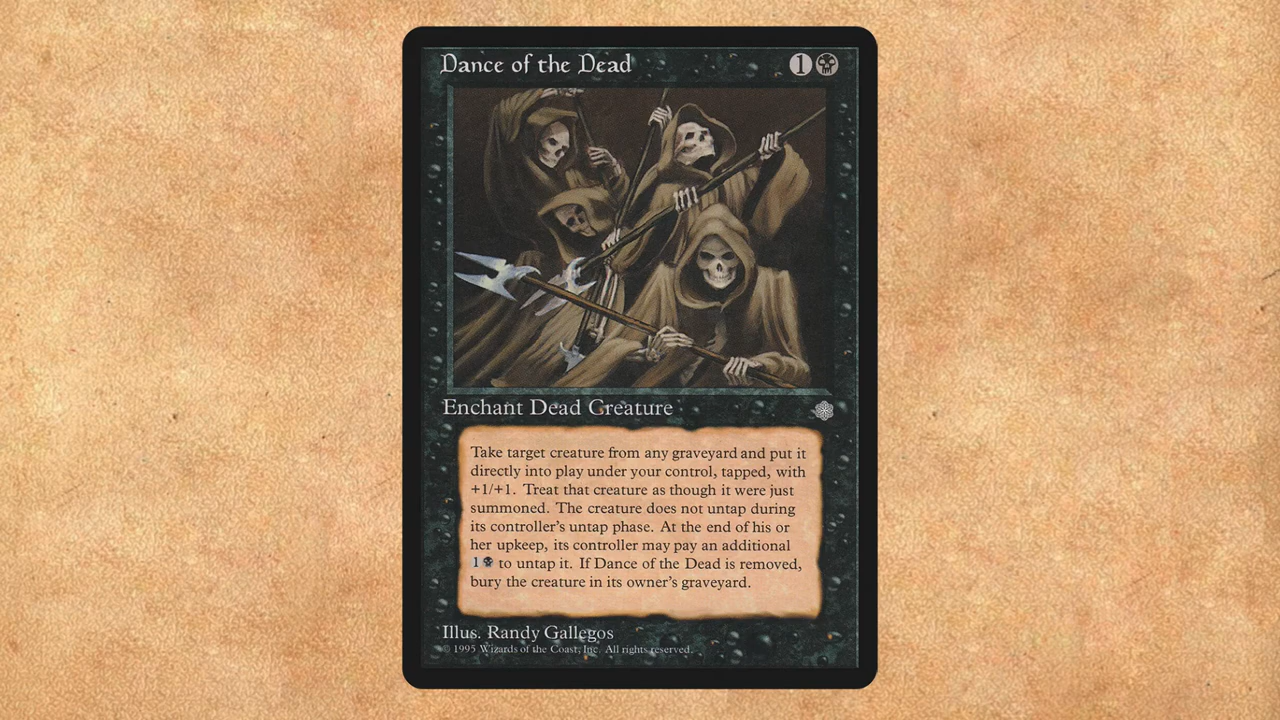 Dance of the Dead 1
Enchant Dead Creature
Take target creature from any graveyard and put it
directly into play under your control, tapped, with
+1/+1. Treat that creature as though it were just
summoned. The creature does not untap during
its controller's untap phase. At the end of his or
her upkeep, its controller may pay an additional
1 to untap it. If Dance of the Dead is removed,
bury the creature in its owner's graveyard.
Illus. Randy Gallegos
© 1995 Wizards of the Coast, Inc. All rights reserved.